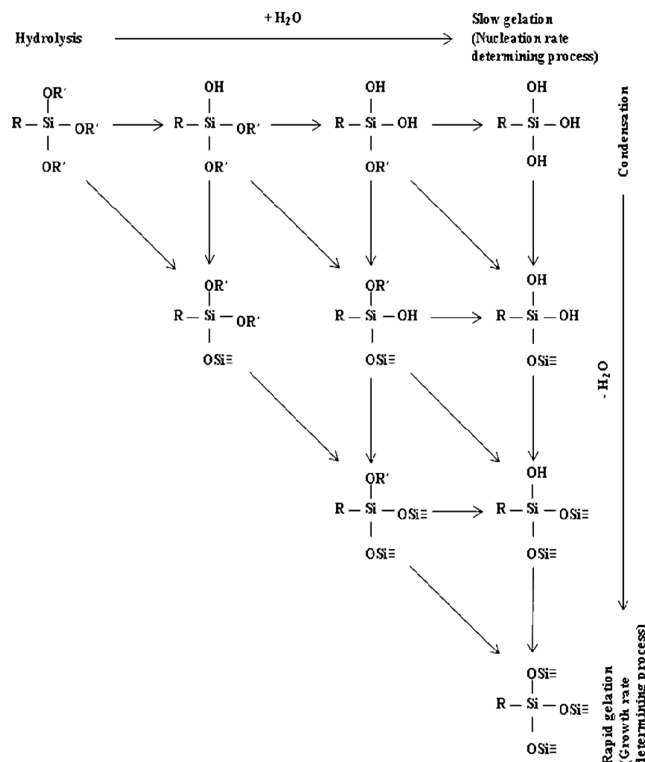 + H₂O
Hydrolysis
Slow gelation
(Nucleation rate
determining process)
OR′ OH OH OH
R — Si — OR′ R — Si — OR′ R — Si — OH R — Si — OH
OR′ OR′ OR′ OH
Condensation
OR′ OR′ OH
R — Si — OR′ R — Si — OH R — Si — OH
OSi≡ OSi≡ OSi≡
- H₂O
OR′ OH
R — Si — OSi≡ R — Si — OSi≡
OSi≡ OSi≡
OSi≡
R — Si — OSi≡
OSi≡
Rapid gelation
(Growth rate
determining process)